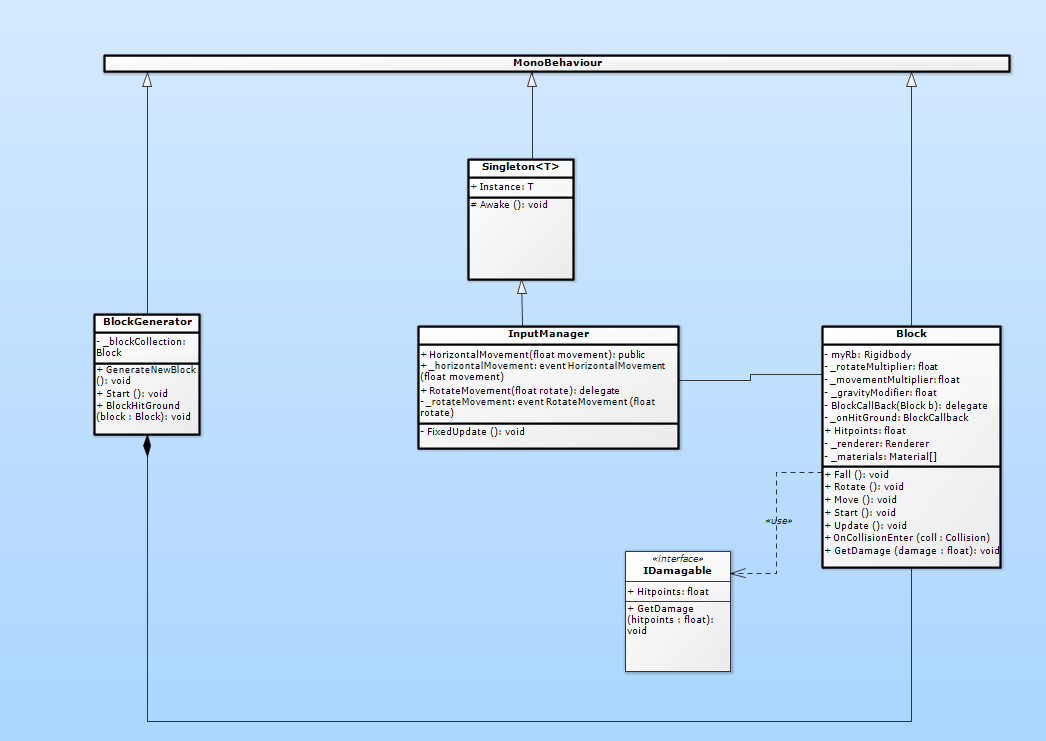 MonoBehaviour
Singleton<T>
+ Instance: T
# Awake (): void
BlockGenerator
- _blockCollection:
Block
+ GenerateNewBlock
(): void
+ Start (): void
+ BlockHitGround
(block : Block): void
InputManager
+ HorizontalMovement(float movement): public
+ _horizontalMovement: event HorizontalMovement
(float movement)
+ RotateMovement(float rotate): delegate
- _rotateMovement: event RotateMovement (float
rotate)
- FixedUpdate (): void
Block
- myRb: Rigidbody
- _rotateMultiplier: float
- _movementMultiplier: float
- _gravityModifier: float
- BlockCallBack(Block b): delegate
- _onHitGround: BlockCallback
+ Hitpoints: float
- _renderer: Renderer
- _materials: Material[]
+ Fall (): void
+ Rotate (): void
+ Move (): void
+ Start (): void
+ Update (): void
+ OnCollisionEnter (coll : Collision)
+ GetDamage (damage : float): void
«use»
«interface»
IDamagable
+ Hitpoints: float
+ GetDamage
(hitpoints : float):
void